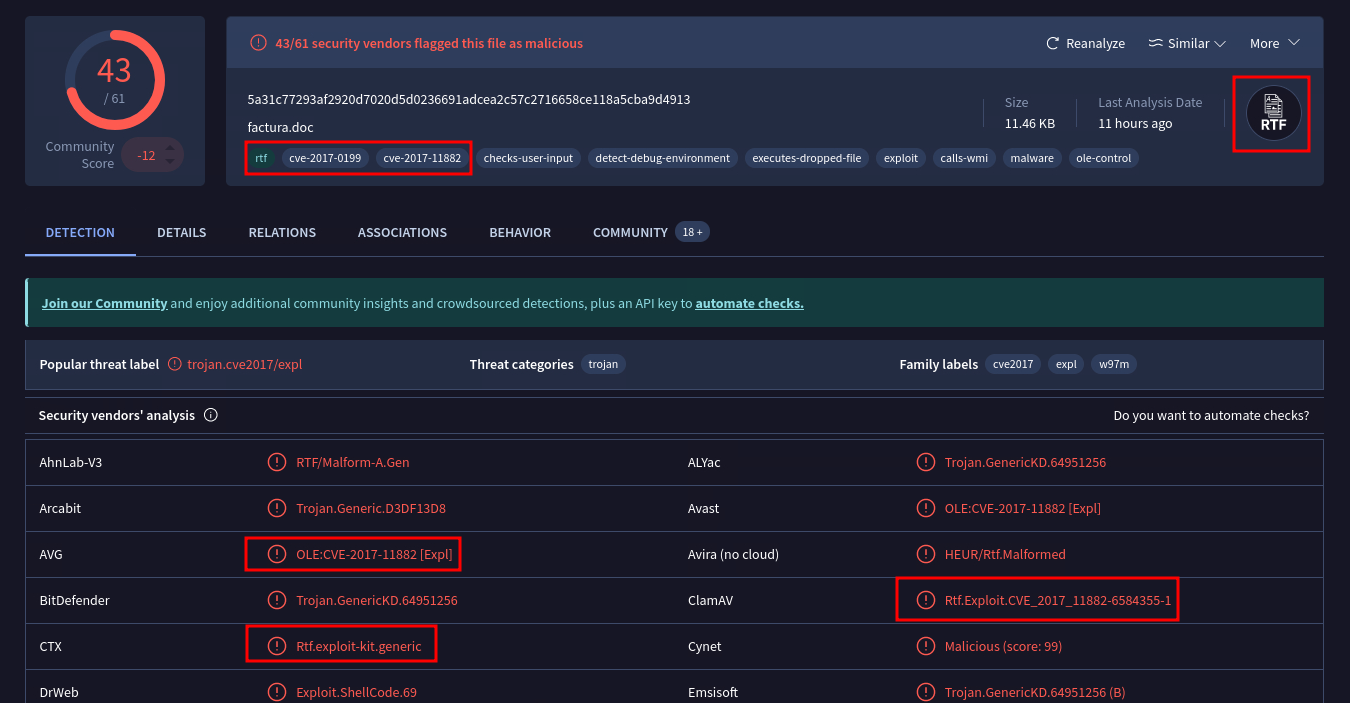 43
/ 61
Community
Score
-12
43/61 security vendors flagged this file as malicious
Reanalyze
Similar
More
5a31c77293af2920d7020d5d0236691adcea2c57c2716658ce118a5cba9d4913
factura.doc
Size
11.46 KB
Last Analysis Date
11 hours ago
RTF
rtf cve-2017-0199 cve-2017-11882 checks-user-input detect-debug-environment executes-dropped-file exploit calls-wmi malware ole-control
DETECTION DETAILS RELATIONS ASSOCIATIONS BEHAVIOR COMMUNITY 18 +
Join our Community and enjoy additional community insights and crowdsourced detections, plus an API key to automate checks.
Popular threat label trojan.cve2017/expl Threat categories trojan Family labels cve2017 expl w97m
Security vendors' analysis Do you want to automate checks?
AhnLab-V3 RTF/Malform-A.Gen ALYac Trojan.GenericKD.64951256
Arcabit Trojan.Generic.D3DF13D8 Avast OLE:CVE-2017-11882 [Expl]
AVG OLE:CVE-2017-11882 [Expl] Avira (no cloud) HEUR/Rtf.Malformed
BitDefender Trojan.GenericKD.64951256 ClamAV Rtf.Exploit.CVE_2017_11882-6584355-1
CTX Rtf.exploit-kit.generic Cynet Malicious (score: 99)
DrWeb Exploit.ShellCode.69 Emsisoft Trojan.GenericKD.64951256 (B)